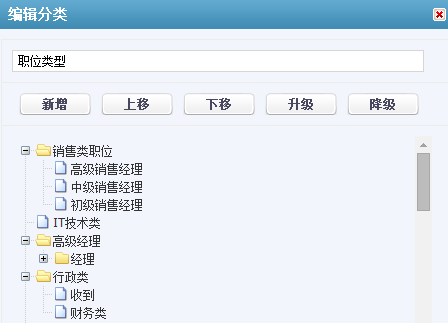 编辑分类
职位类型
新增 上移 下移 升级 降级
销售类职位
高级销售经理
中级销售经理
初级销售经理
IT技术类
高级经理
经理
行政类
收到
财务类